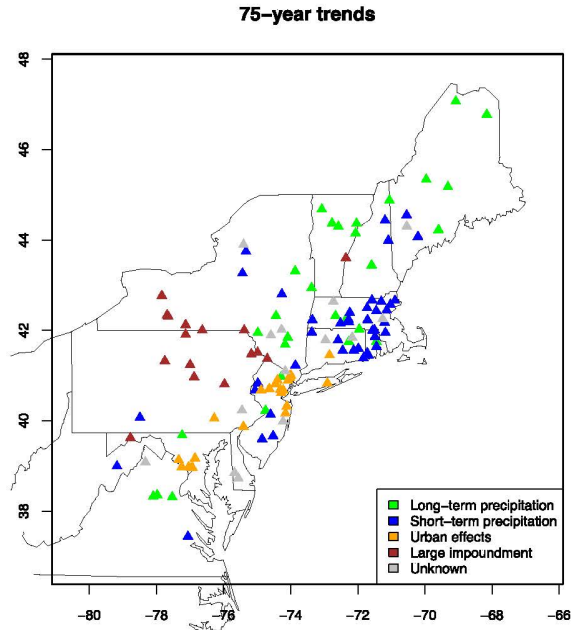 75-year trends
48
46
44
42
40
38
Long-term precipitation
Short-term precipitation
Urban effects
Large impoundment
Unknown
-80 -78 -76 -74 -72 -70 -68 -66